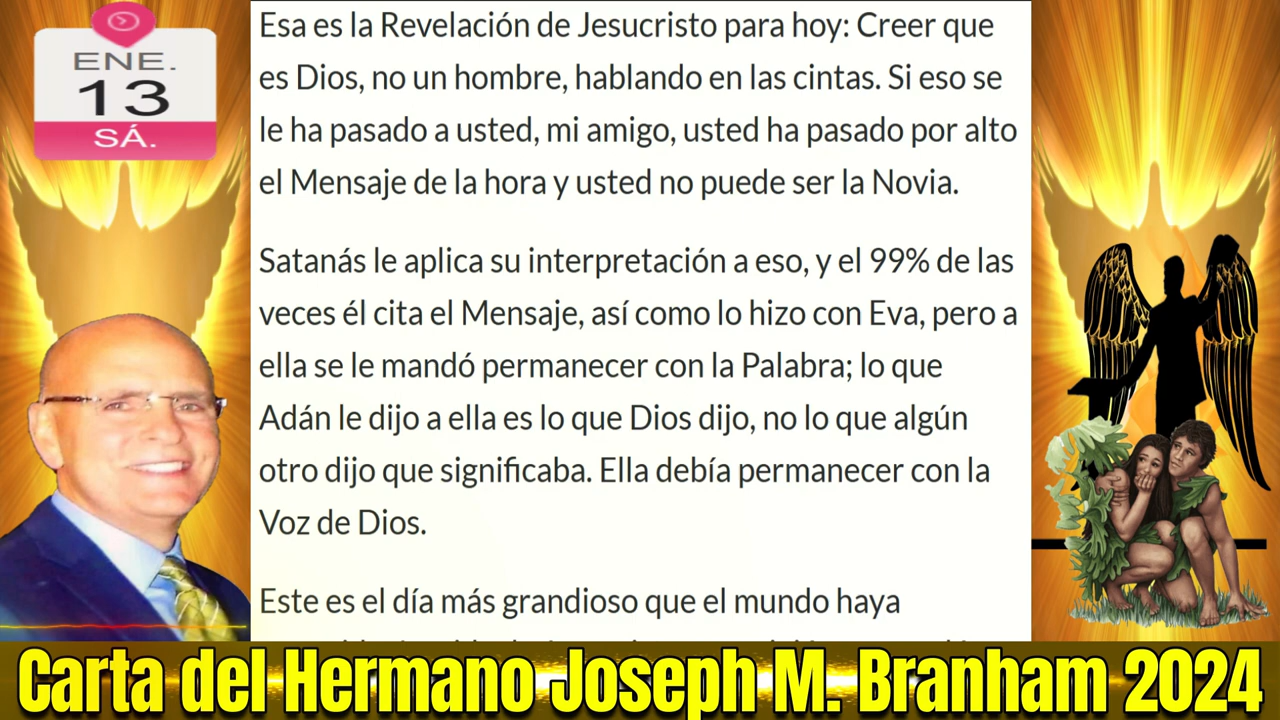 ENE.
13
SÁ.
Esa es la Revelación de Jesucristo para hoy: Creer que
es Dios, no un hombre, hablando en las cintas. Si eso se
le ha pasado a usted, mi amigo, usted ha pasado por alto
el Mensaje de la hora y usted no puede ser la Novia.
Satanás le aplica su interpretación a eso, y el 99% de las
veces él cita el Mensaje, así como lo hizo con Eva, pero a
ella se le mandó permanecer con la Palabra; lo que
Adán le dijo a ella es lo que Dios dijo, no lo que algún
otro dijo que significaba. Ella debía permanecer con la
Voz de Dios.
Este es el día más grandioso que el mundo haya
Carta del Hermano Joseph M. Branham 2024